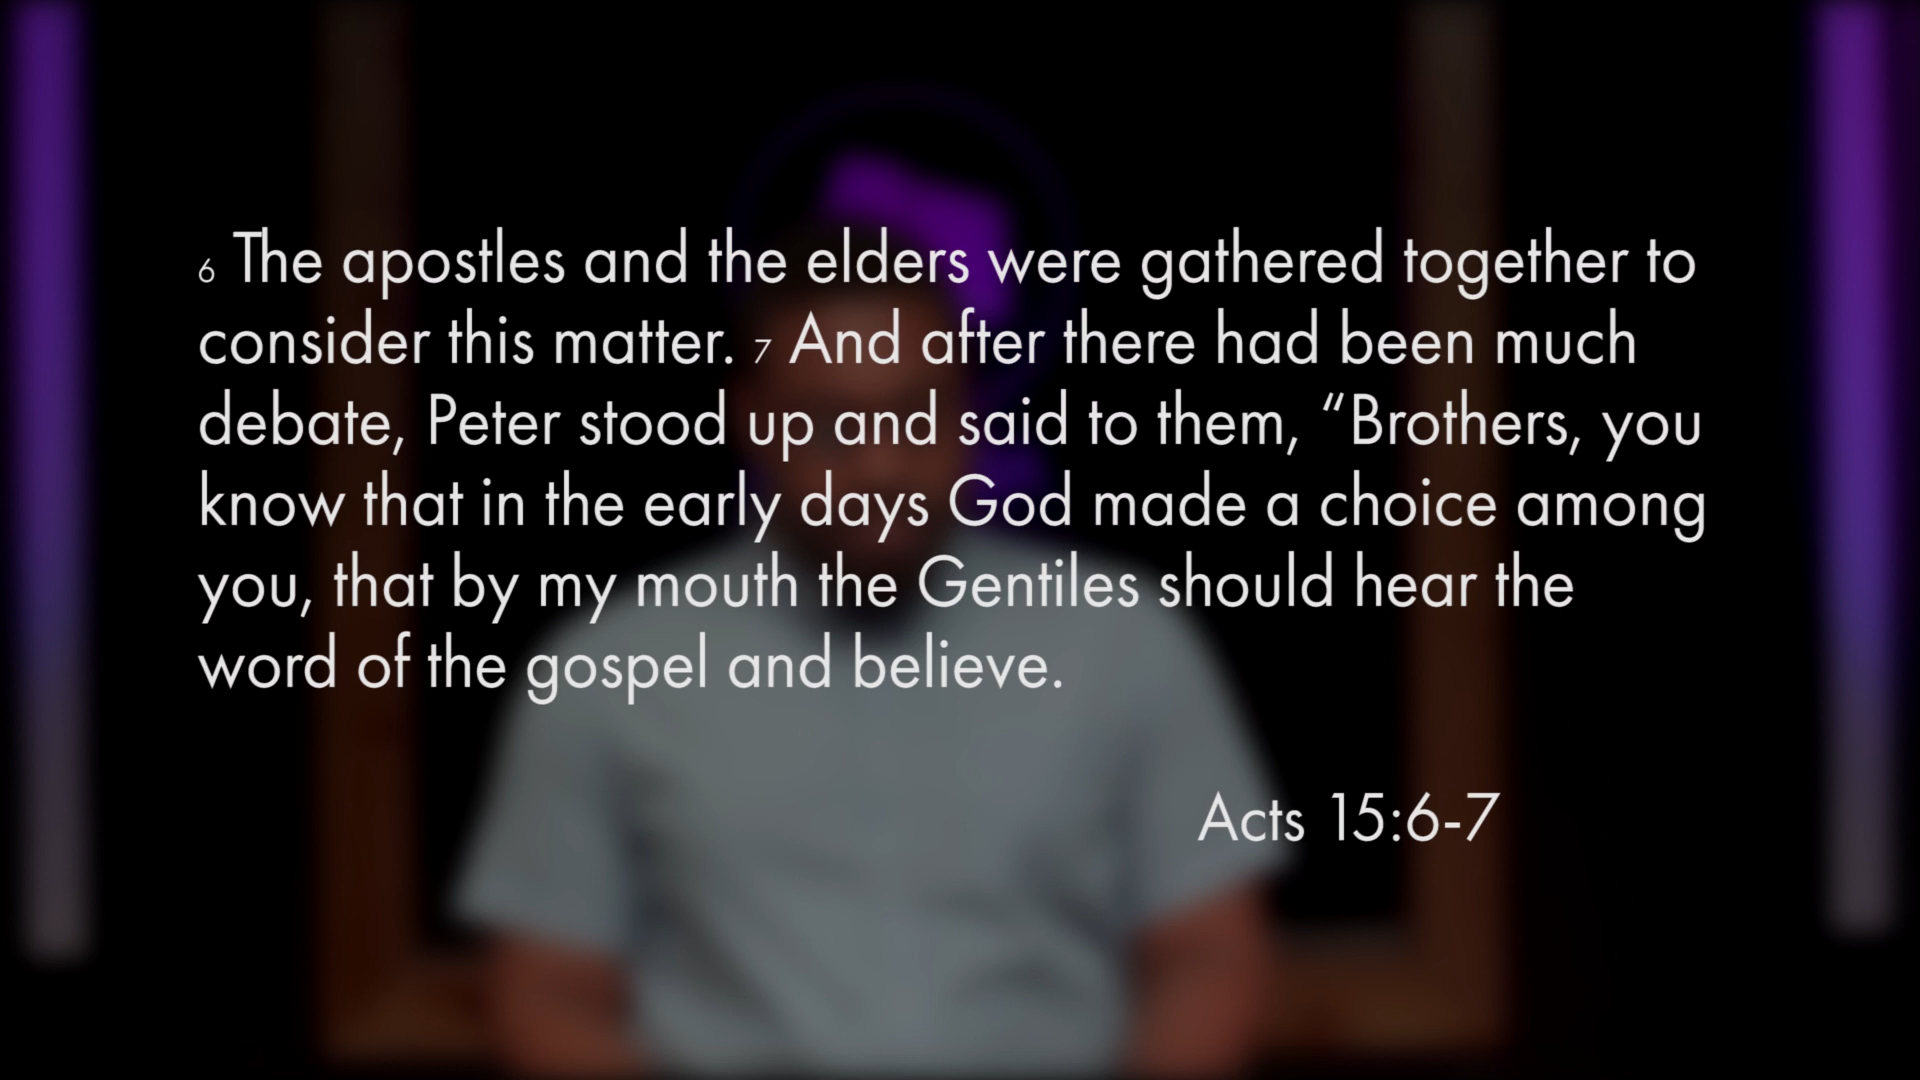 6 The apostles and the elders were gathered together to
consider this matter. 7 And after there had been much
debate, Peter stood up and said to them, “Brothers, you
know that in the early days God made a choice among
you, that by my mouth the Gentiles should hear the
word of the gospel and believe.
Acts 15:6-7